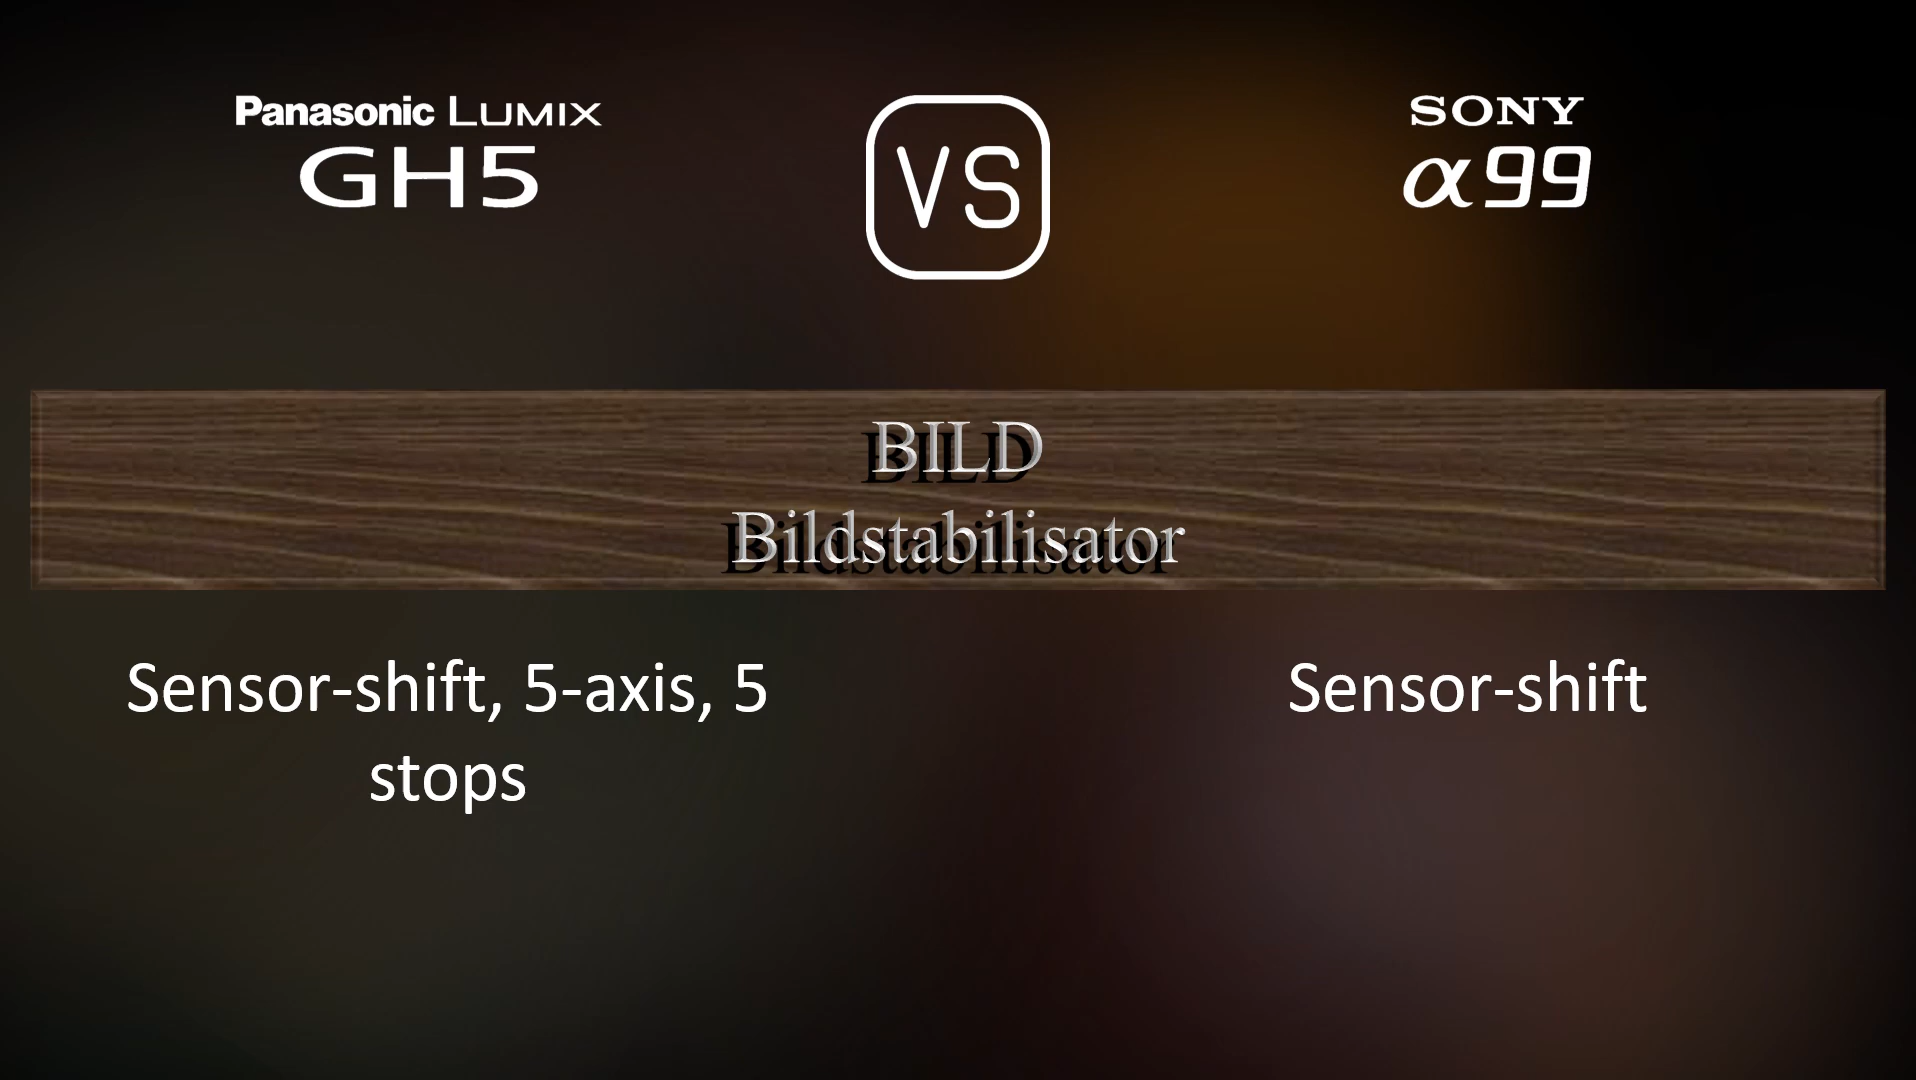 Panasonic LUMIX
GH5
VS
SONY
α99
BILD
Bildstabilisator
Sensor-shift, 5-axis, 5
stops
Sensor-shift